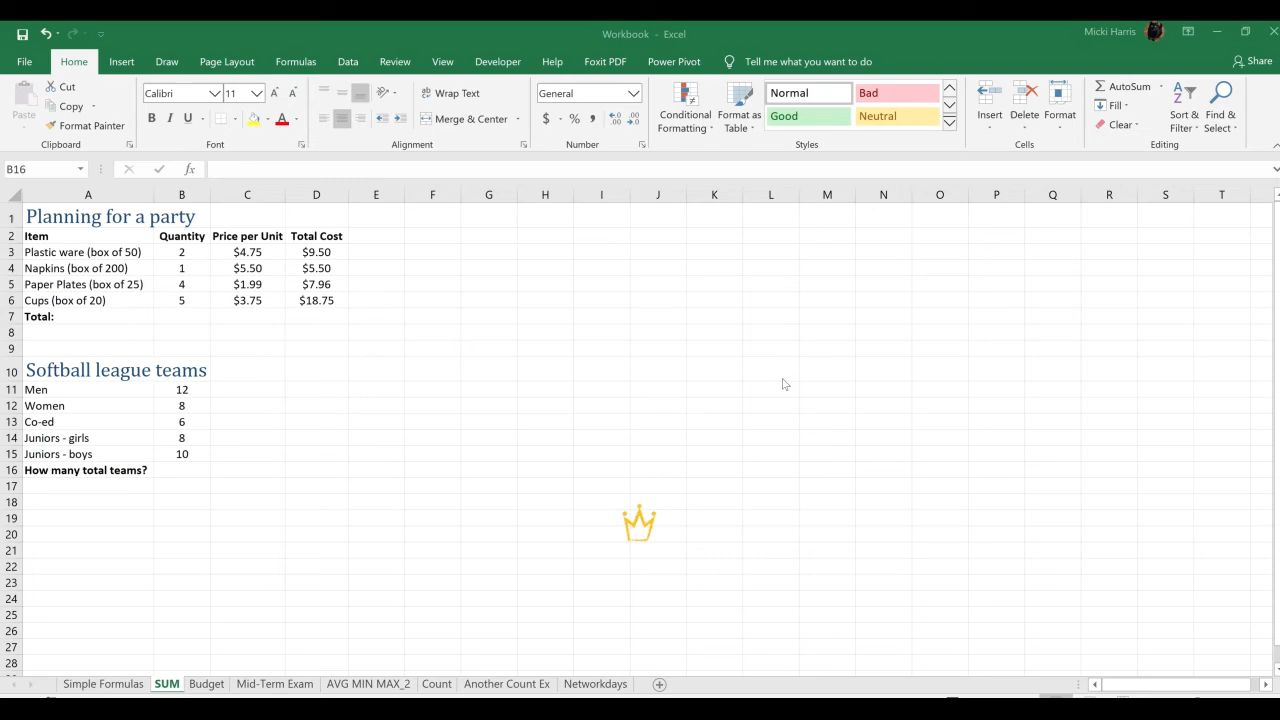 Workbook - Excel
Micki Harris
File Home Insert Draw Page Layout Formulas Data Review View Developer Help Foxit PDF Power Pivot Tell me what you want to do Share
Paste
Cut
Copy
Format Painter
Clipboard
Calibri 11
B I U A
Font
Wrap Text
Merge & Center
Alignment
General
$ % ,
Number
Conditional Formatting
Format as Table
Normal Bad
Good Neutral
Styles
Insert Delete Format
Cells
AutoSum
Fill
Clear
Sort & Filter
Find & Select
Editing
B16 fx
A B C D E F G H I J K L M N O P Q R S T
1 Planning for a party
2 Item Quantity Price per Unit Total Cost
3 Plastic ware (box of 50) 2 $4.75 $9.50
4 Napkins (box of 200) 1 $5.50 $5.50
5 Paper Plates (box of 25) 4 $1.99 $7.96
6 Cups (box of 20) 5 $3.75 $18.75
7 Total:
8
9
10 Softball league teams
11 Men 12
12 Women 8
13 Co-ed 6
14 Juniors - girls 8
15 Juniors - boys 10
16 How many total teams?
17
18
19
20
21
22
23
24
25
26
27
28
Simple Formulas SUM Budget Mid-Term Exam AVG MIN MAX_2 Count Another Count Ex Networkdays